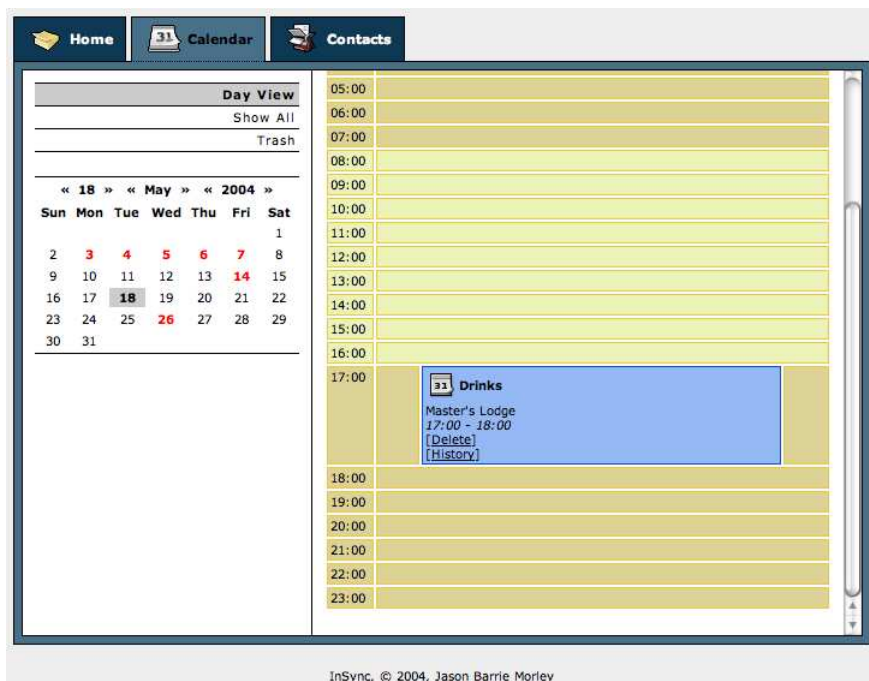 Home Calendar Contacts
Day View
Show All
Trash
« 18 » « May » « 2004 »
Sun Mon Tue Wed Thu Fri Sat
1
2 3 4 5 6 7 8
9 10 11 12 13 14 15
16 17 18 19 20 21 22
23 24 25 26 27 28 29
30 31
05:00
06:00
07:00
08:00
09:00
10:00
11:00
12:00
13:00
14:00
15:00
16:00
17:00
31 Drinks
Master's Lodge
17:00 - 18:00
[Delete]
[History]
18:00
19:00
20:00
21:00
22:00
23:00
InSync, © 2004, Jason Barrie Morley